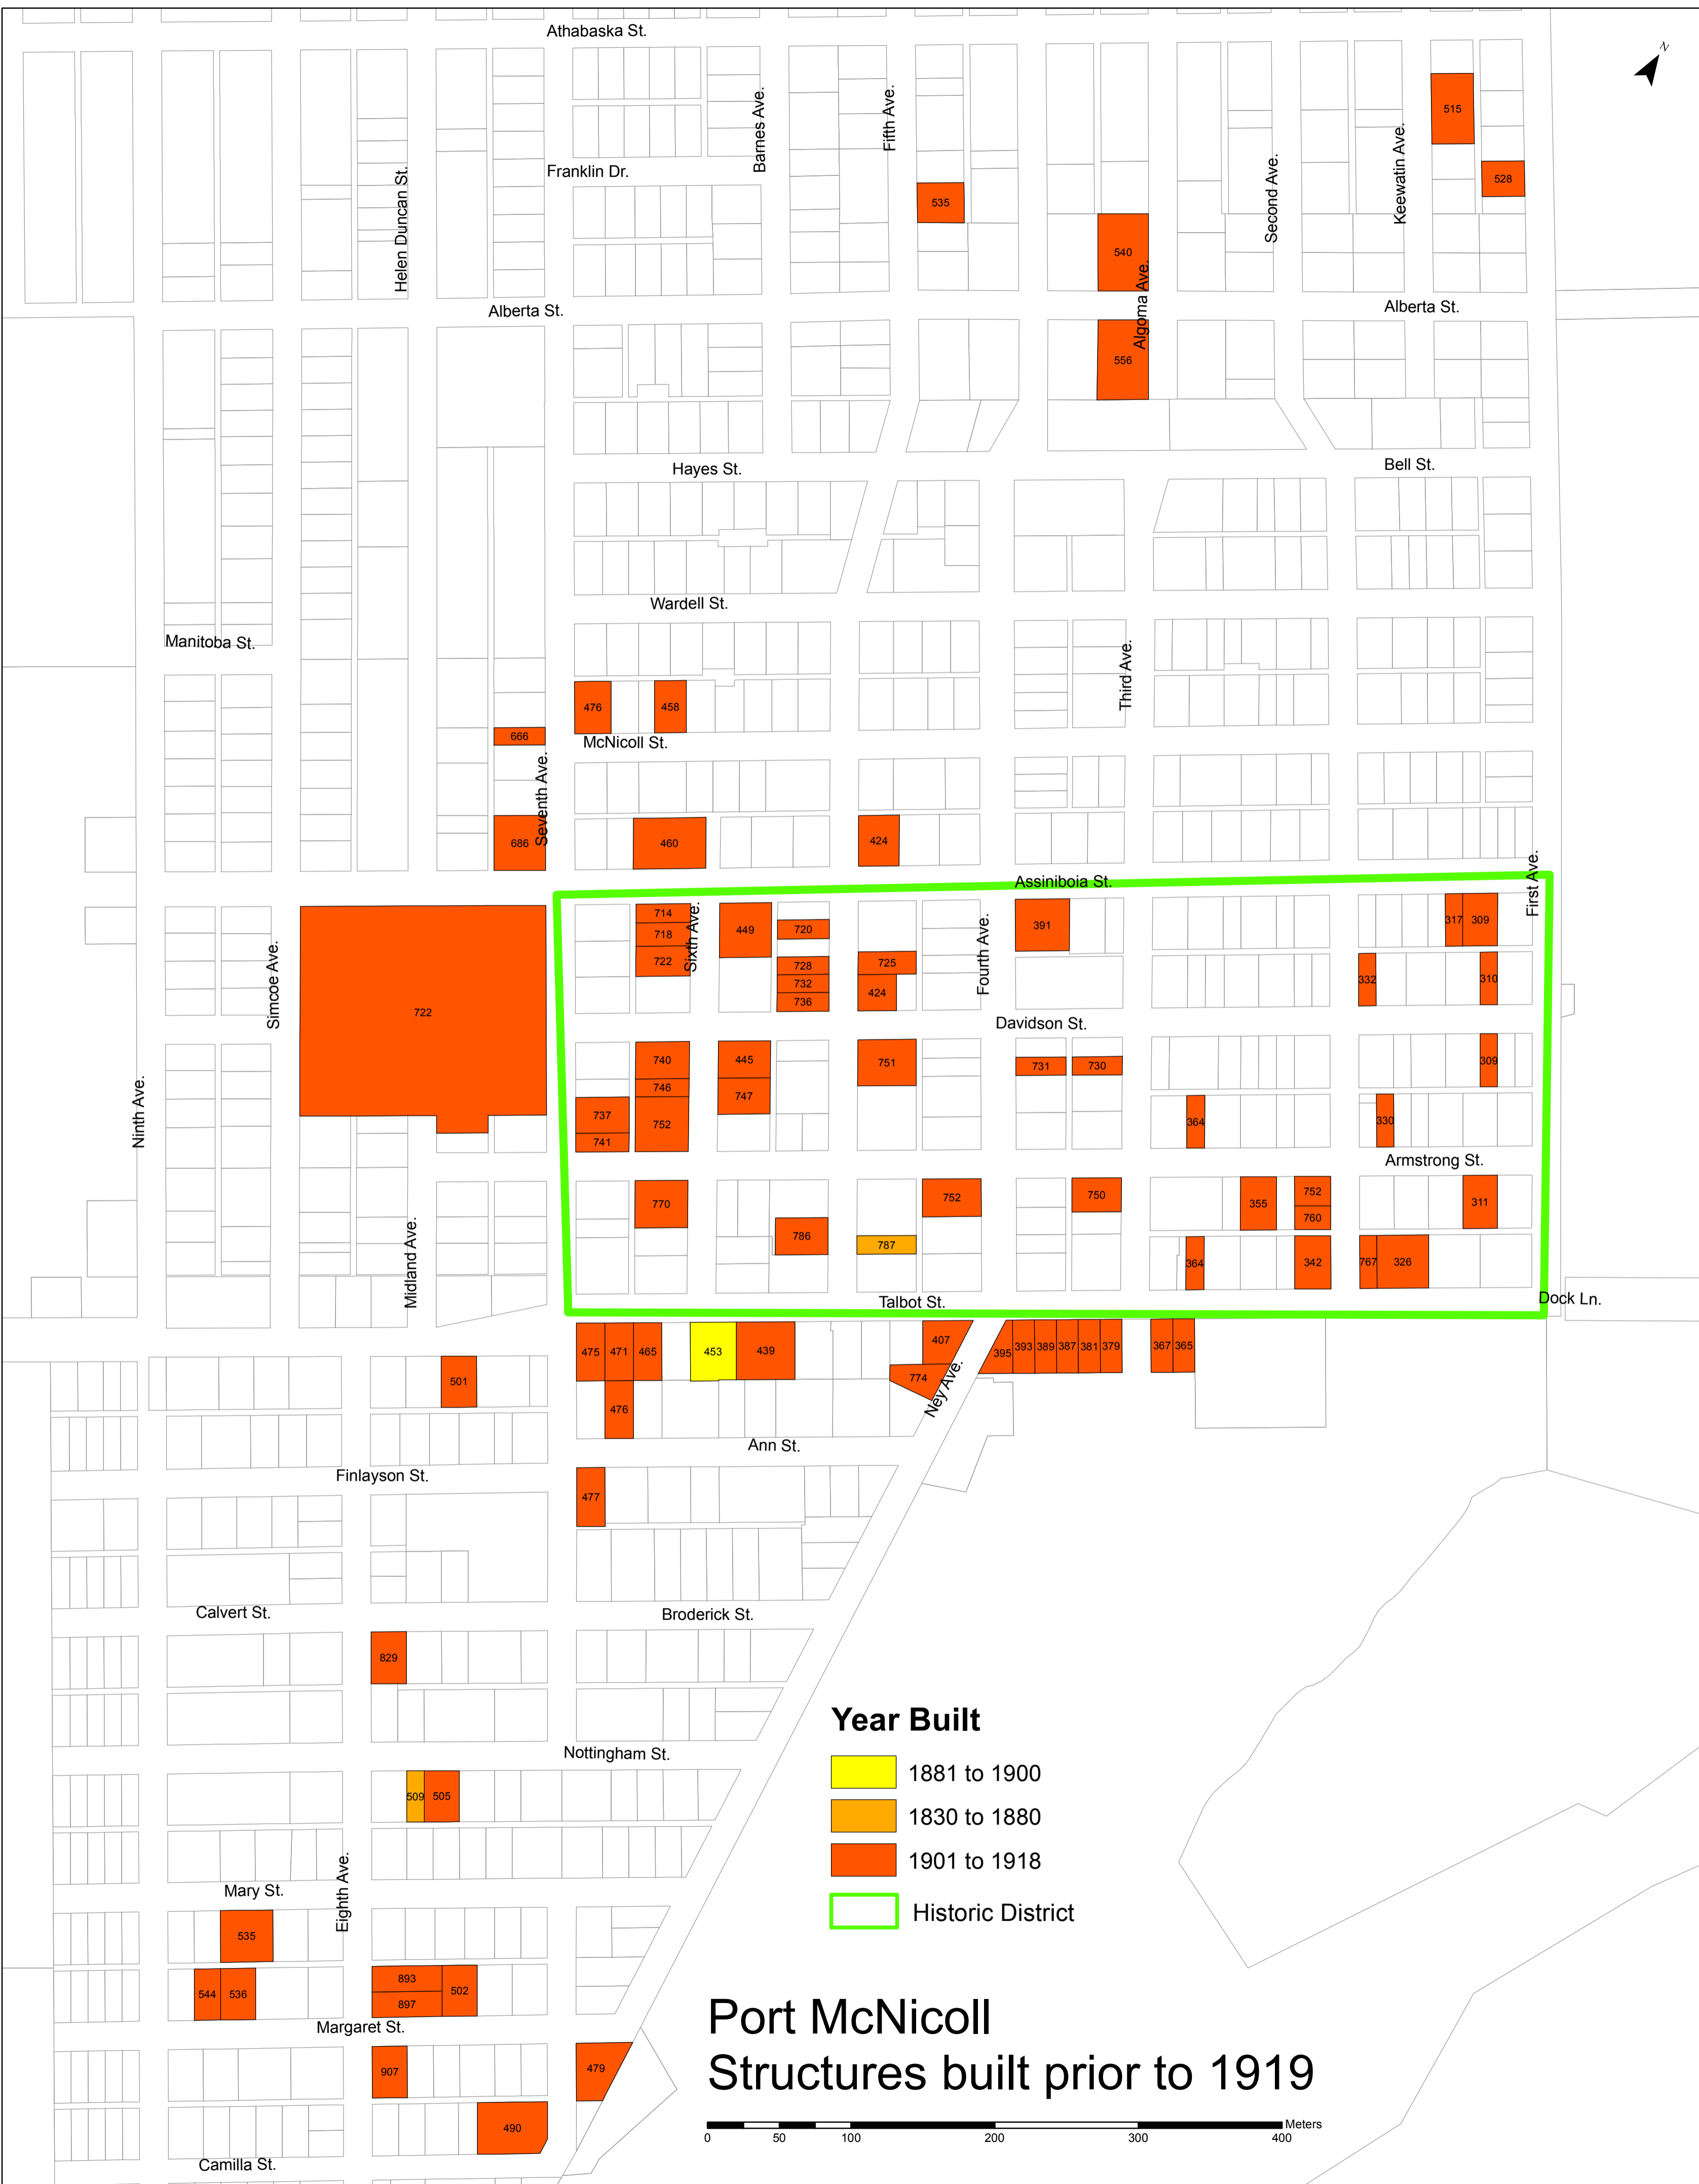 Athabaska St.
N
Barnes Ave.
Fifth Ave.
515
Keewatin Ave.
Franklin Dr.
528
Helen Duncan St.
535
Second Ave.
540
Algoma Ave.
Alberta St.
Alberta St.
556
Hayes St.
Bell St.
Wardell St.
Manitoba St.
Third Ave.
476
458
666
McNicoll St.
Seventh Ave.
686
460
424
Assiniboia St.
First Ave.
714
718
722
Sixth Ave.
449
720
728
732
736
725
424
Fourth Ave.
391
317
309
332
310
Simcoe Ave.
722
Davidson St.
740
746
752
737
741
445
747
751
731
730
309
364
330
Ninth Ave.
Armstrong St.
770
786
787
752
750
355
752
760
311
364
342
767
326
Midland Ave.
Talbot St.
Dock Ln.
475
471
465
453
439
407
774
Ney Ave.
395
393
389
387
381
379
367
365
501
476
Ann St.
Finlayson St.
477
Calvert St.
Broderick St.
829
Nottingham St.
509
505
Mary St.
Eighth Ave.
535
544
536
893
897
502
Margaret St.
907
479
490
Camilla St.
Year Built
1881 to 1900
1830 to 1880
1901 to 1918
Historic District
Port McNicoll
Structures built prior to 1919
Meters
0 50 100 200 300 400